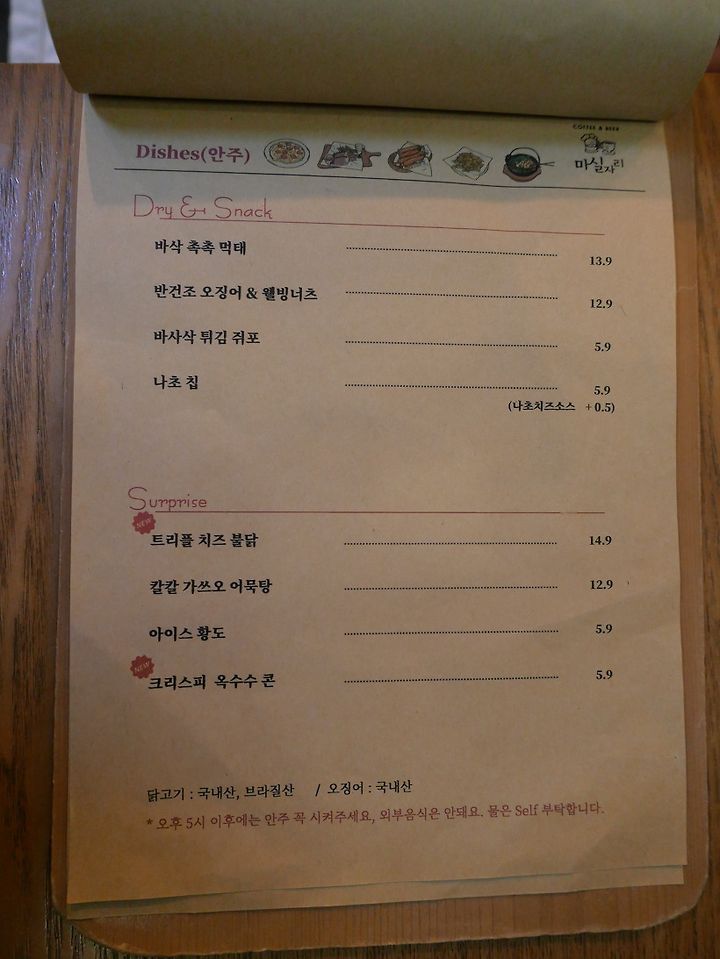 COFFEE & BEER
Dishes(안주)
마실자리
Dry & Snack
바삭 촉촉 먹태 13.9
반건조 오징어 & 웰빙너츠 12.9
바사삭 튀김 쥐포 5.9
나초 칩 5.9
(나초치즈소스 + 0.5)
Surprise
NEW
트리플 치즈 불닭 14.9
칼칼 가쓰오 어묵탕 12.9
아이스 황도 5.9
NEW
크리스피 옥수수 콘 5.9
닭고기 : 국내산, 브라질산 / 오징어 : 국내산
* 오후 5시 이후에는 안주 꼭 시켜주세요, 외부음식은 안돼요. 물은 Self 부탁합니다.